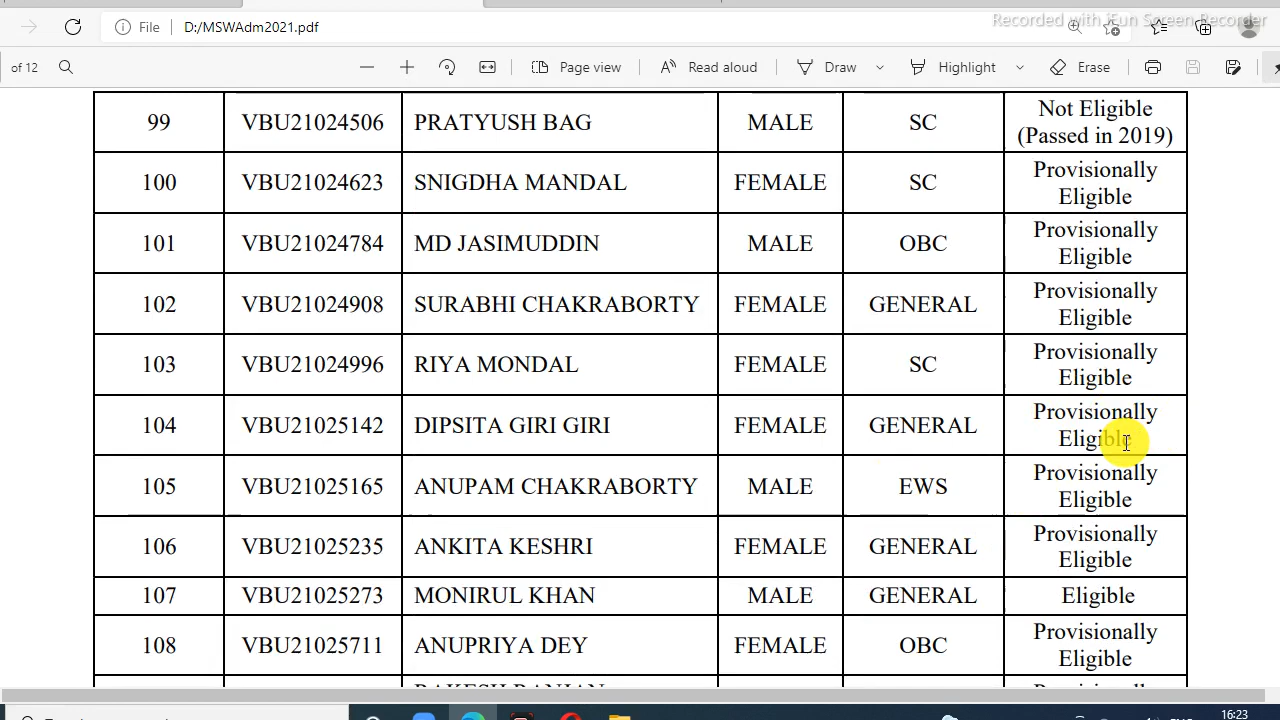 Recorded with iFun Screen Recorder
File D:/MSWAdm2021.pdf
of 12 Page view Read aloud Draw Highlight Erase
99 VBU21024506 PRATYUSH BAG MALE SC Not Eligible
(Passed in 2019)
100 VBU21024623 SNIGDHA MANDAL FEMALE SC Provisionally
Eligible
101 VBU21024784 MD JASIMUDDIN MALE OBC Provisionally
Eligible
102 VBU21024908 SURABHI CHAKRABORTY FEMALE GENERAL Provisionally
Eligible
103 VBU21024996 RIYA MONDAL FEMALE SC Provisionally
Eligible
104 VBU21025142 DIPSITA GIRI GIRI FEMALE GENERAL Provisionally
Eligible
105 VBU21025165 ANUPAM CHAKRABORTY MALE EWS Provisionally
Eligible
106 VBU21025235 ANKITA KESHRI FEMALE GENERAL Provisionally
Eligible
107 VBU21025273 MONIRUL KHAN MALE GENERAL Eligible
108 VBU21025711 ANUPRIYA DEY FEMALE OBC Provisionally
Eligible
16:23